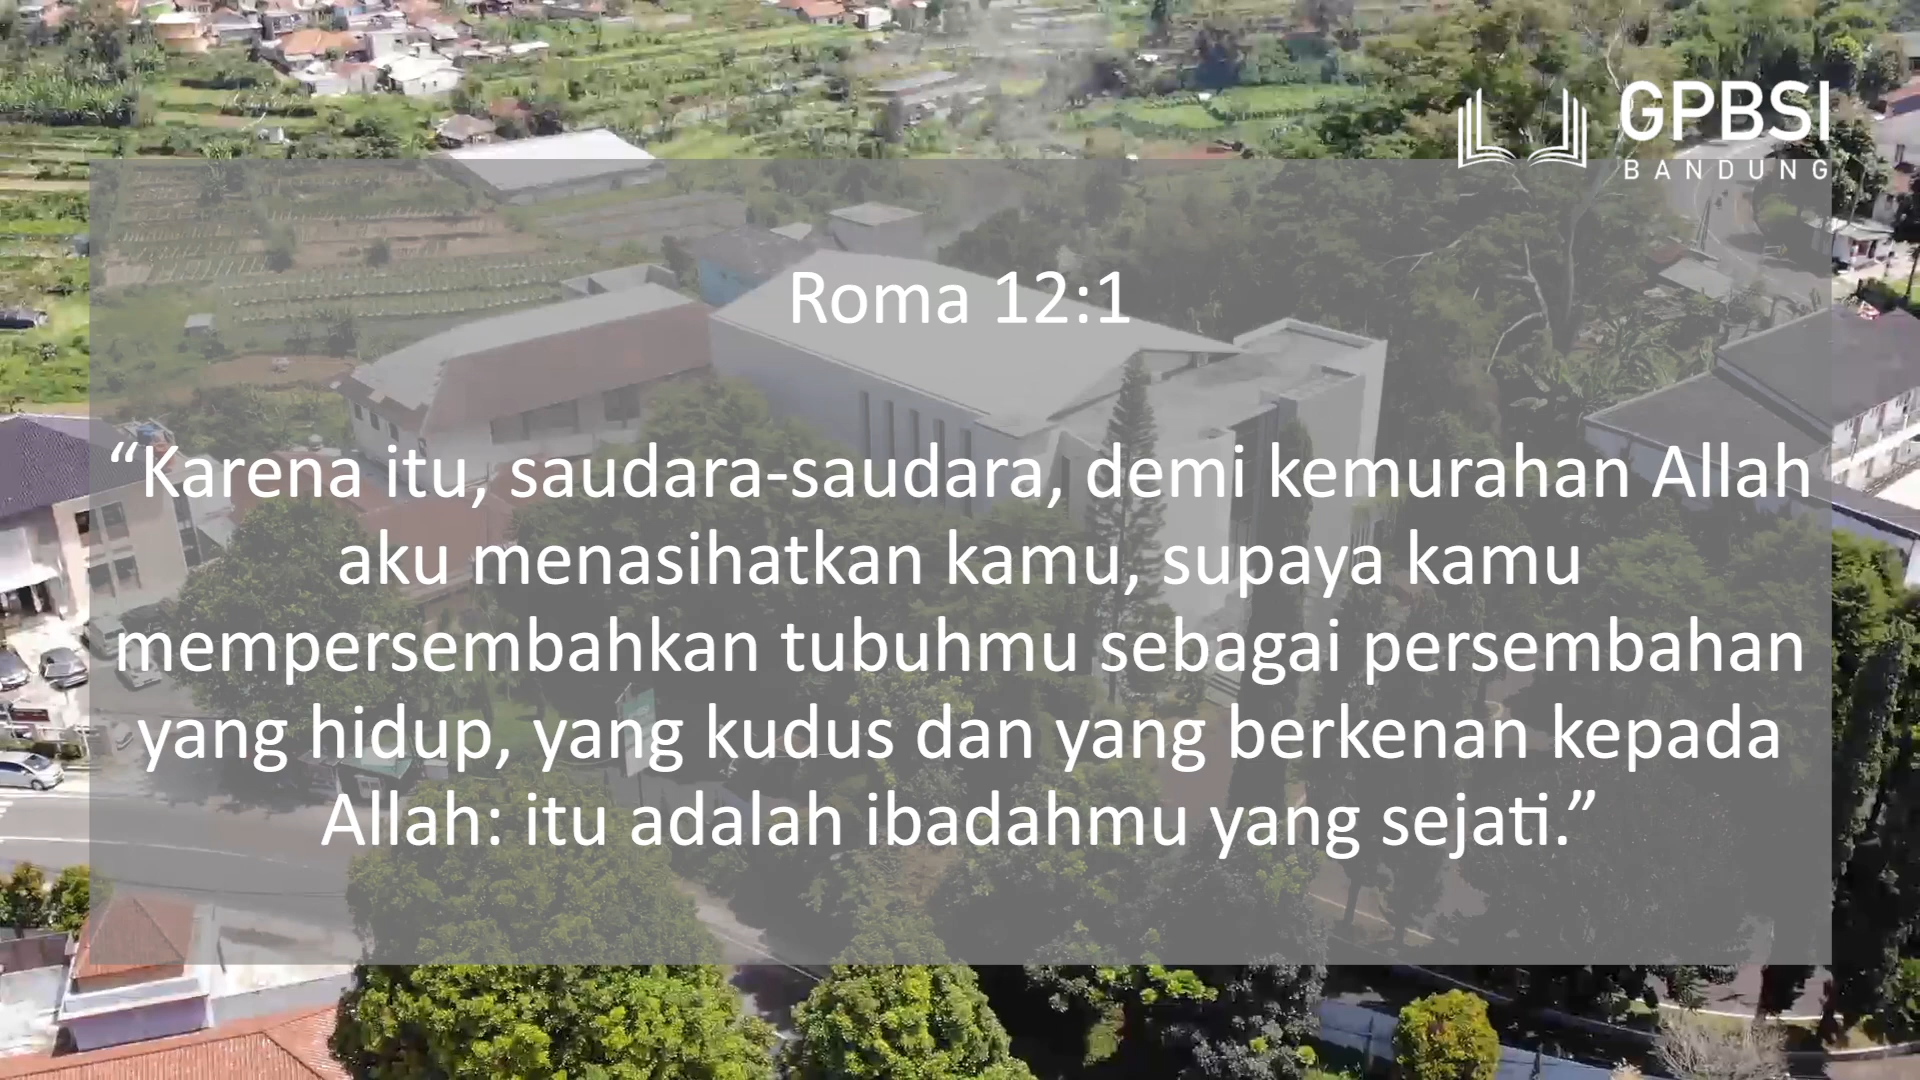 GPBSI
BANDUNG
Roma 12:1
“Karena itu, saudara-saudara, demi kemurahan Allah
aku menasihatkan kamu, supaya kamu
mempersembahkan tubuhmu sebagai persembahan
yang hidup, yang kudus dan yang berkenan kepada
Allah: itu adalah ibadahmu yang sejati.”